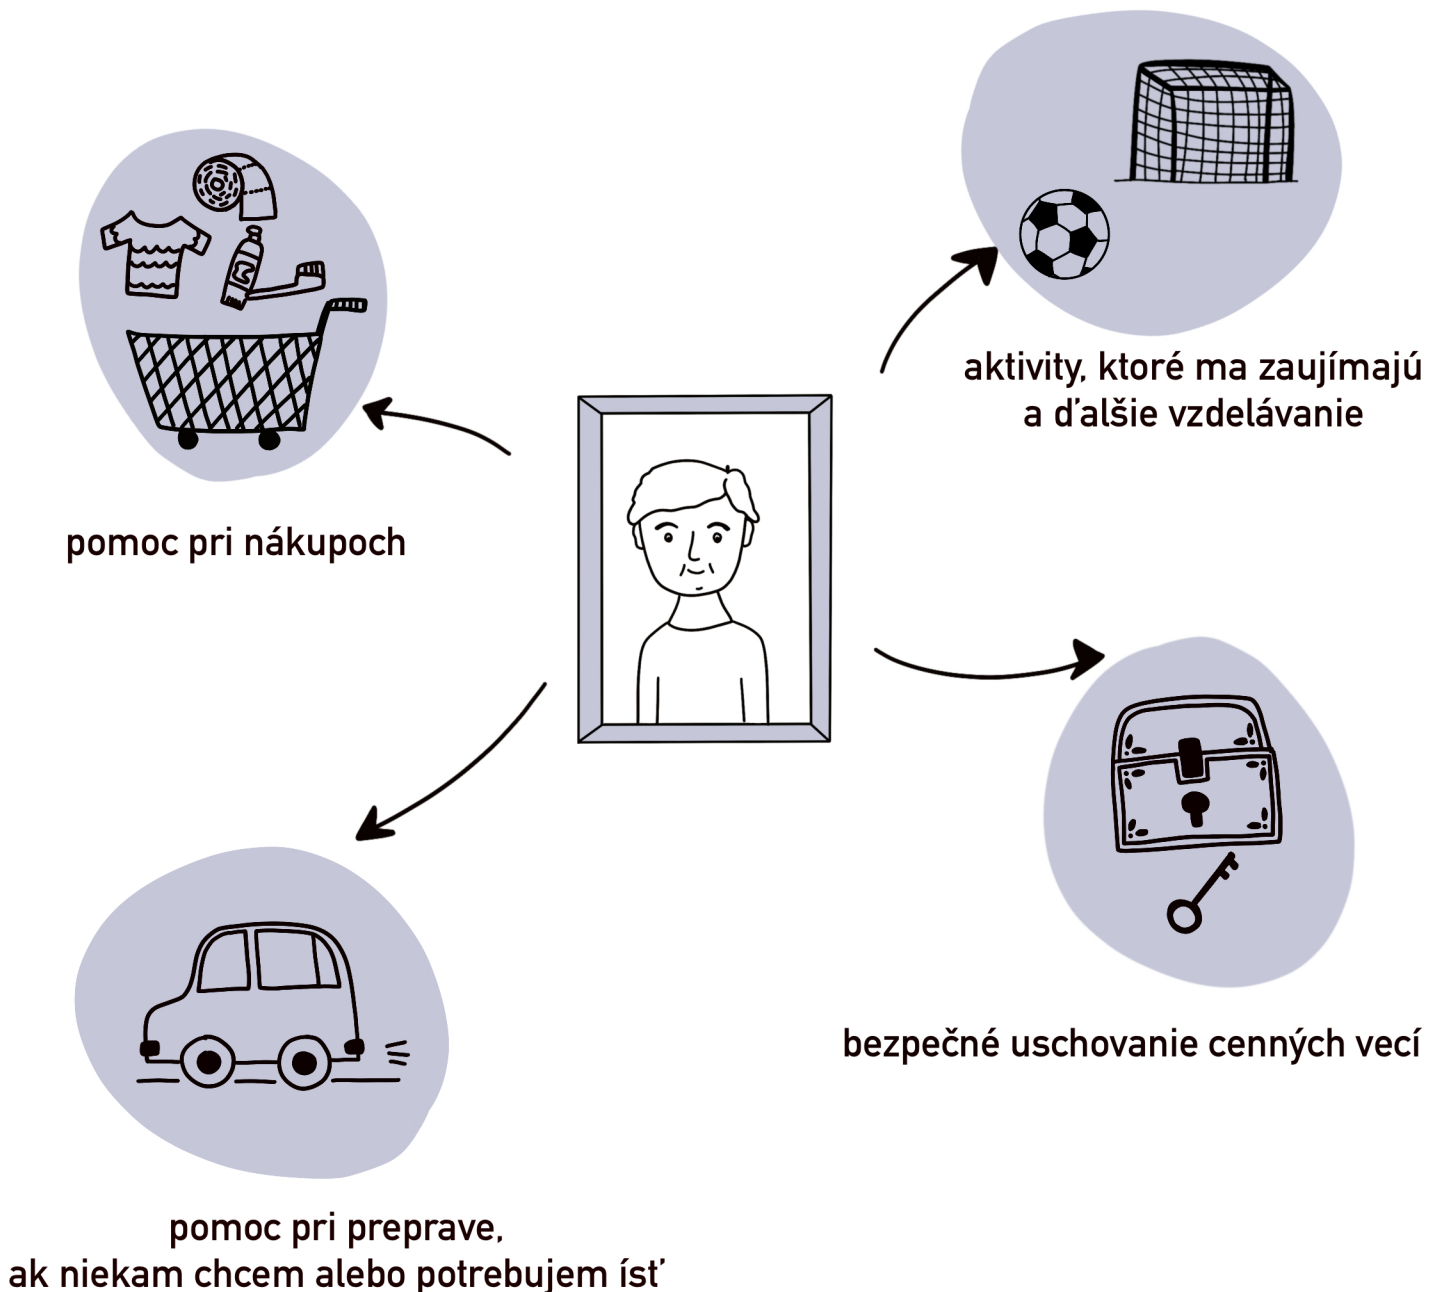 aktivity, ktoré ma zaujímajú
a ďalšie vzdelávanie
pomoc pri nákupoch
bezpečné uschovanie cenných vecí
pomoc pri preprave,
ak niekam chcem alebo potrebujem ísť